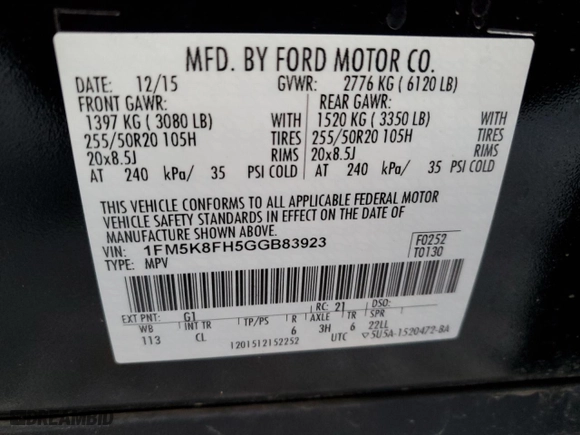 MFD. BY FORD MOTOR CO.
DATE: 12/15 GVWR: 2776 KG ( 6120 LB)
FRONT GAWR: REAR GAWR:
1397 KG ( 3080 LB) WITH 1520 KG ( 3350 LB) WITH
255/50R20 105H TIRES 255/50R20 105H TIRES
20x8.5J RIMS 20x8.5J RIMS
AT 240 kPa/ 35 PSI COLD AT 240 kPa/ 35 PSI COLD
THIS VEHICLE CONFORMS TO ALL APPLICABLE FEDERAL MOTOR
VEHICLE SAFETY STANDARDS IN EFFECT ON THE DATE OF
MANUFACTURE SHOWN ABOVE.
VIN: 1FM5K8FH5GGB83923 F0252
TYPE: MPV T0130
EXT PNT: G1 RC: 21 DSO:
WB INT TR TP/PS R AXLE TR SPR
113 CL 6 3H 6 22LL
1201512152252 UTC ▽5U5A-1520472-8A
DREAMBID